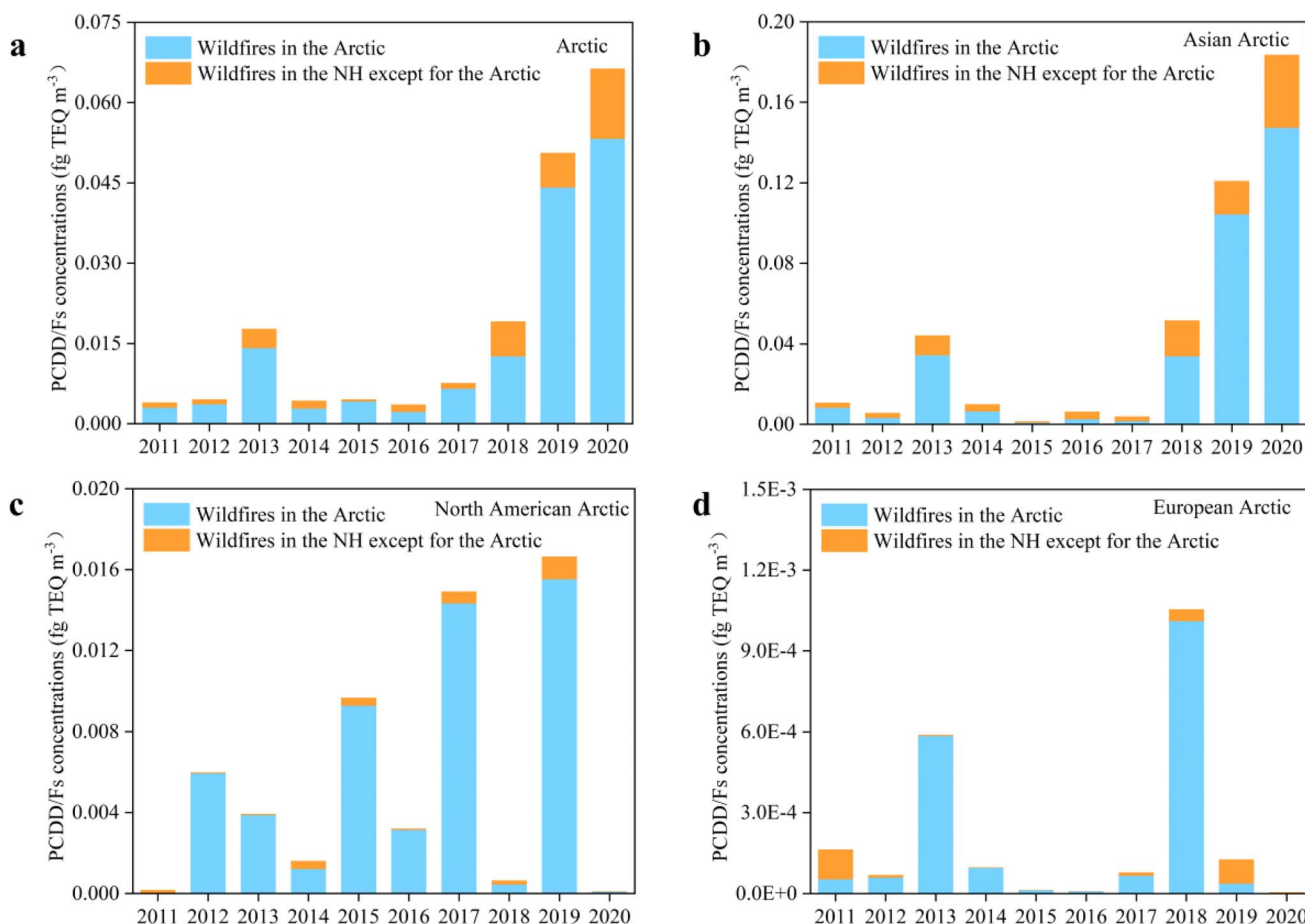 a
Arctic
Wildfires in the Arctic
Wildfires in the NH except for the Arctic
PCDD/Fs concentrations (fg TEQ m⁻³)
0.075
0.060
0.045
0.030
0.015
0.000
2011 2012 2013 2014 2015 2016 2017 2018 2019 2020
b
Asian Arctic
Wildfires in the Arctic
Wildfires in the NH except for the Arctic
PCDD/Fs concentrations (fg TEQ m⁻³)
0.20
0.16
0.12
0.08
0.04
0.00
2011 2012 2013 2014 2015 2016 2017 2018 2019 2020
c
North American Arctic
Wildfires in the Arctic
Wildfires in the NH except for the Arctic
PCDD/Fs concentrations (fg TEQ m⁻³)
0.020
0.016
0.012
0.008
0.004
0.000
2011 2012 2013 2014 2015 2016 2017 2018 2019 2020
d
European Arctic
Wildfires in the Arctic
Wildfires in the NH except for the Arctic
PCDD/Fs concentrations (fg TEQ m⁻³)
1.5E-3
1.2E-3
9.0E-4
6.0E-4
3.0E-4
0.0E+0
2011 2012 2013 2014 2015 2016 2017 2018 2019 2020